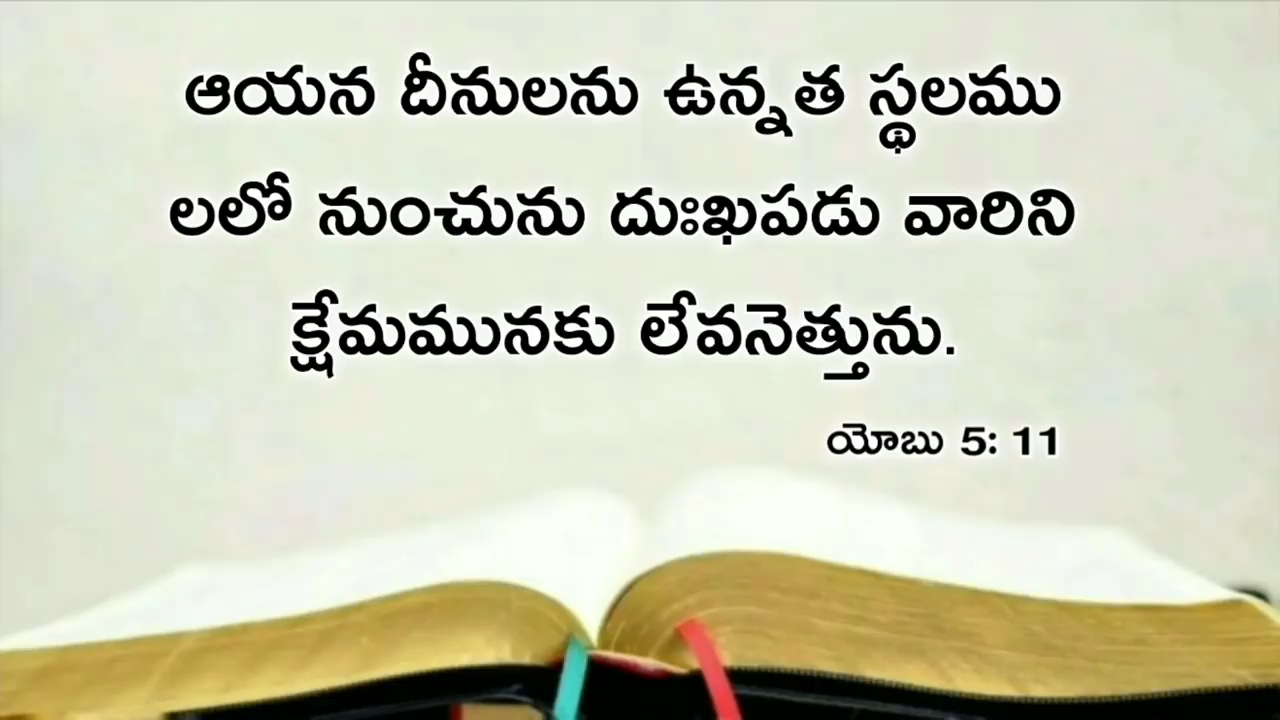 ఆయన దీనులను ఉన్నత స్థలము
లలో నుంచును దుఃఖపడు వారిని
క్షేమమునకు లేవనెత్తును.
యోబు 5: 11